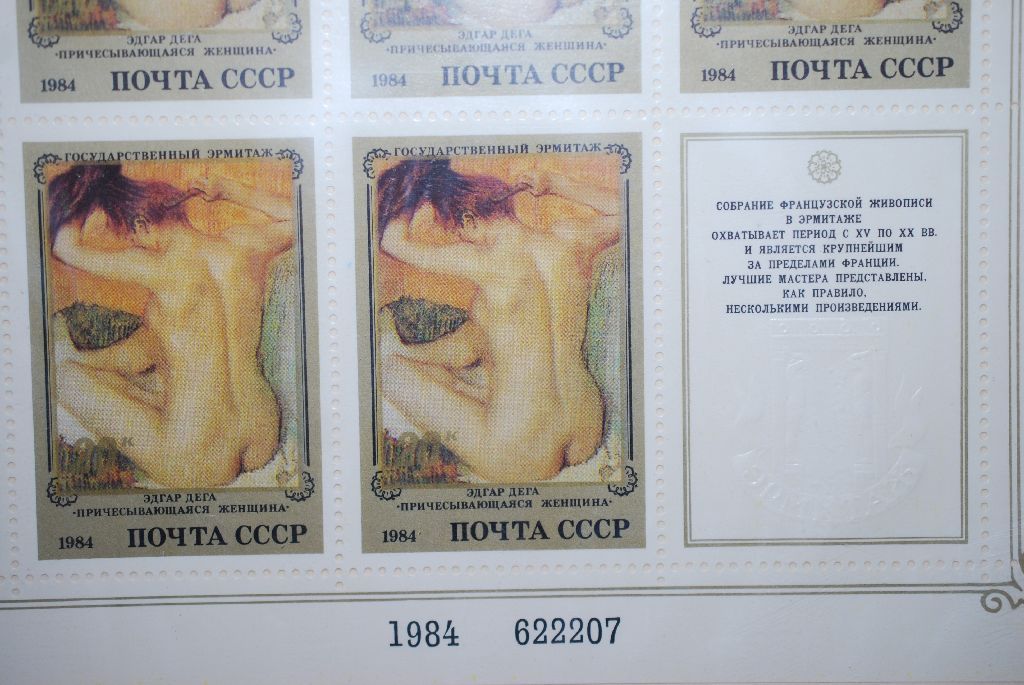 ЭДГАР ДЕГА
·ПРИЧЕСЫВАЮЩАЯСЯ ЖЕНЩИНА·
1984 ПОЧТА СССР
ЭДГАР ДЕГА
·ПРИЧЕСЫВАЮЩАЯСЯ ЖЕНЩИНА·
1984 ПОЧТА СССР
ЭДГАР ДЕГА
·ПРИЧЕСЫВАЮЩАЯСЯ ЖЕНЩИНА·
1984 ПОЧТА СССР
ГОСУДАРСТВЕННЫЙ ЭРМИТАЖ
20к
ЭДГАР ДЕГА
·ПРИЧЕСЫВАЮЩАЯСЯ ЖЕНЩИНА·
1984 ПОЧТА СССР
ГОСУДАРСТВЕННЫЙ ЭРМИТАЖ
20к
ЭДГАР ДЕГА
·ПРИЧЕСЫВАЮЩАЯСЯ ЖЕНЩИНА·
1984 ПОЧТА СССР
СОБРАНИЕ ФРАНЦУЗСКОЙ ЖИВОПИСИ
В ЭРМИТАЖЕ
ОХВАТЫВАЕТ ПЕРИОД С XV ПО XX ВВ.
И ЯВЛЯЕТСЯ КРУПНЕЙШИМ
ЗА ПРЕДЕЛАМИ ФРАНЦИИ.
ЛУЧШИЕ МАСТЕРА ПРЕДСТАВЛЕНЫ,
КАК ПРАВИЛО,
НЕСКОЛЬКИМИ ПРОИЗВЕДЕНИЯМИ.
1984 622207